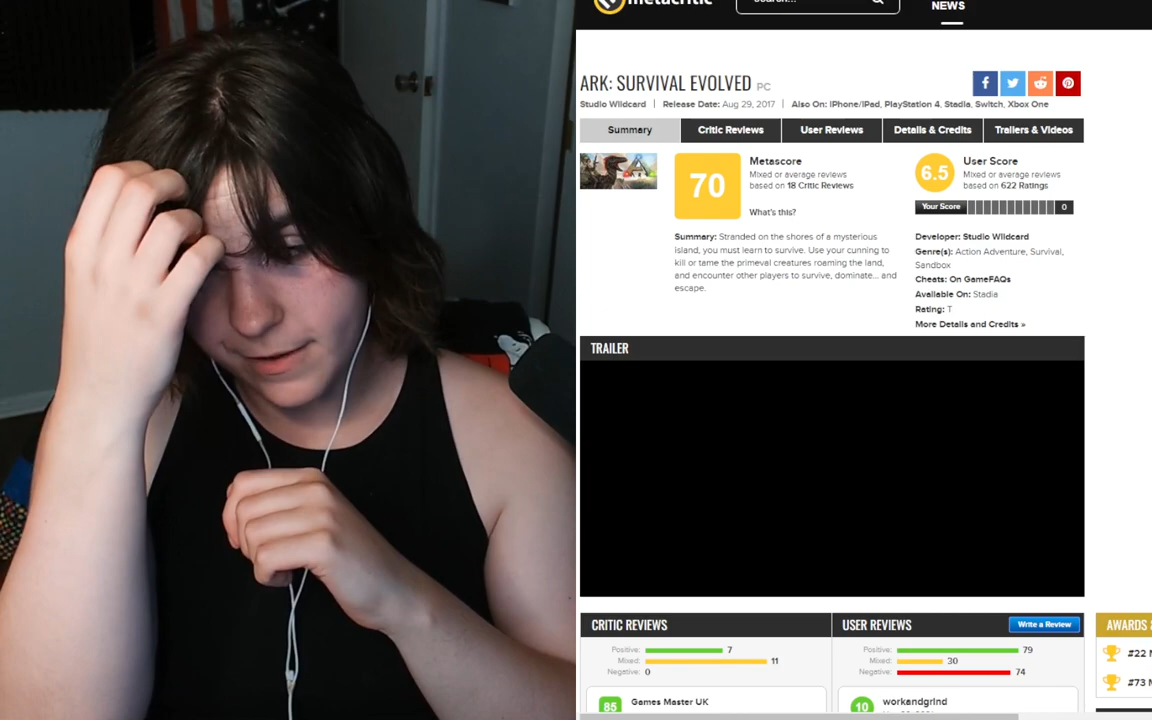 metacritic
NEWS
ARK: SURVIVAL EVOLVED PC
Studio Wildcard | Release Date: Aug 29, 2017 | Also On: iPhone/iPad, PlayStation 4, Stadia, Switch, Xbox One
Summary Critic Reviews User Reviews Details & Credits Trailers & Videos
70
Metascore
Mixed or average reviews
based on 18 Critic Reviews
What's this?
6.5
User Score
Mixed or average reviews
based on 622 Ratings
Your Score 0
Summary: Stranded on the shores of a mysterious
island, you must learn to survive. Use your cunning to
kill or tame the primeval creatures roaming the land,
and encounter other players to survive, dominate... and
escape.
Developer: Studio Wildcard
Genre(s): Action Adventure, Survival,
Sandbox
Cheats: On GameFAQs
Available On: Stadia
Rating: T
More Details and Credits »
TRAILER
CRITIC REVIEWS
Positive: 7
Mixed: 11
Negative: 0
85 Games Master UK
USER REVIEWS Write a Review
Positive: 79
Mixed: 30
Negative: 74
10 workandgrind
AWARDS &
#22
#73